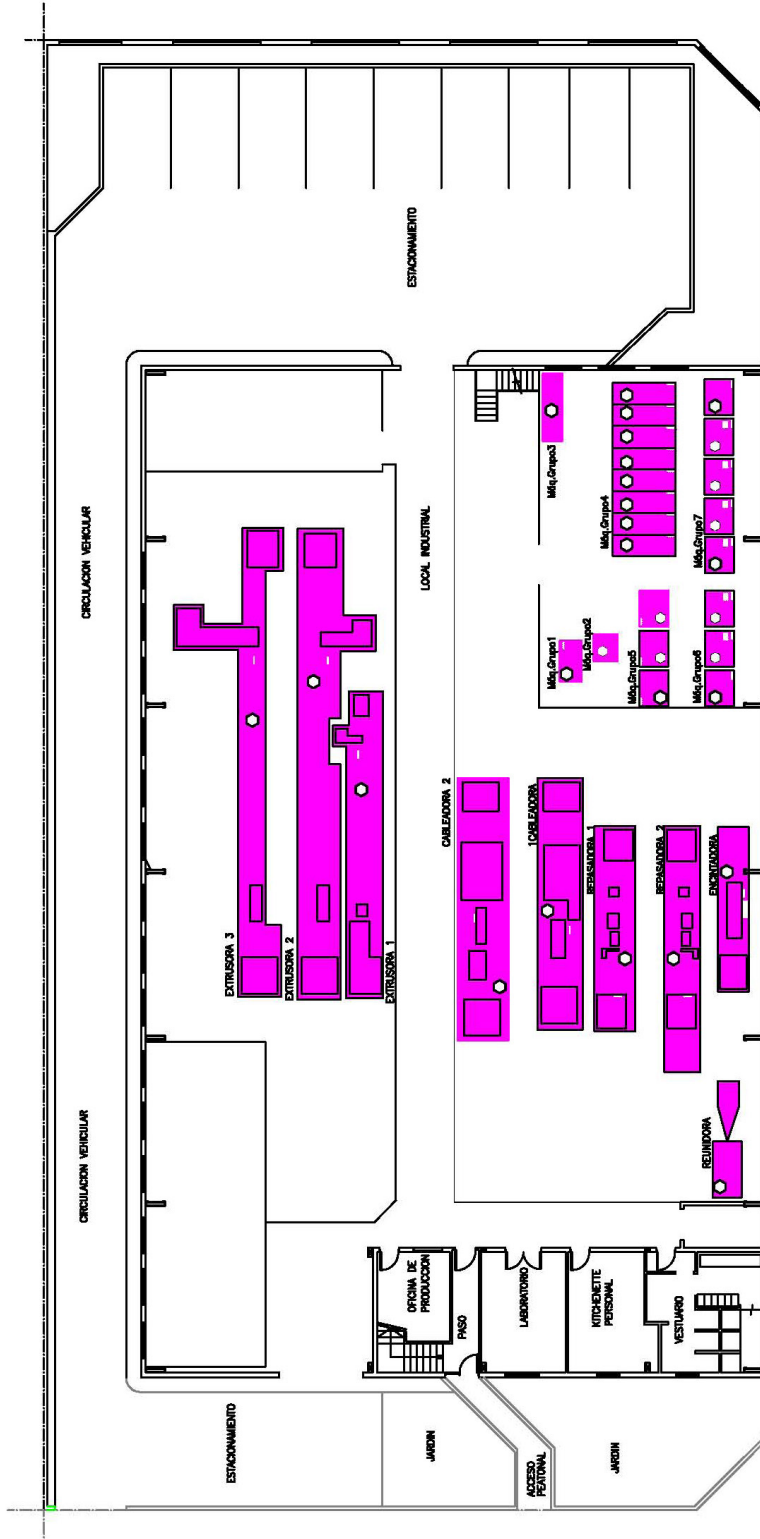 ESTACIONAMIENTO
CIRCULACION VEHICULAR
LOCAL INDUSTRIAL
Máq.Grupo3
Máq.Grupo4
Máq.Grupo7
Máq.Grupo1
Máq.Grupo2
Máq.Grupo5
Máq.Grupo6
CABLEADORA 2
1CABLEADORA
REPASADORA 1
REPASADORA 2
ENCINTADORA
EXTRUSORA 3
EXTRUSORA 2
EXTRUSORA 1
CIRCULACION VEHICULAR
REUNIDORA
OFICINA DE
PRODUCCION
PASO
LABORATORIO
KITCHENETTE
PERSONAL
VESTUARIO
ESTACIONAMIENTO
JARDIN
ACCESO
PEATONAL
JARDIN